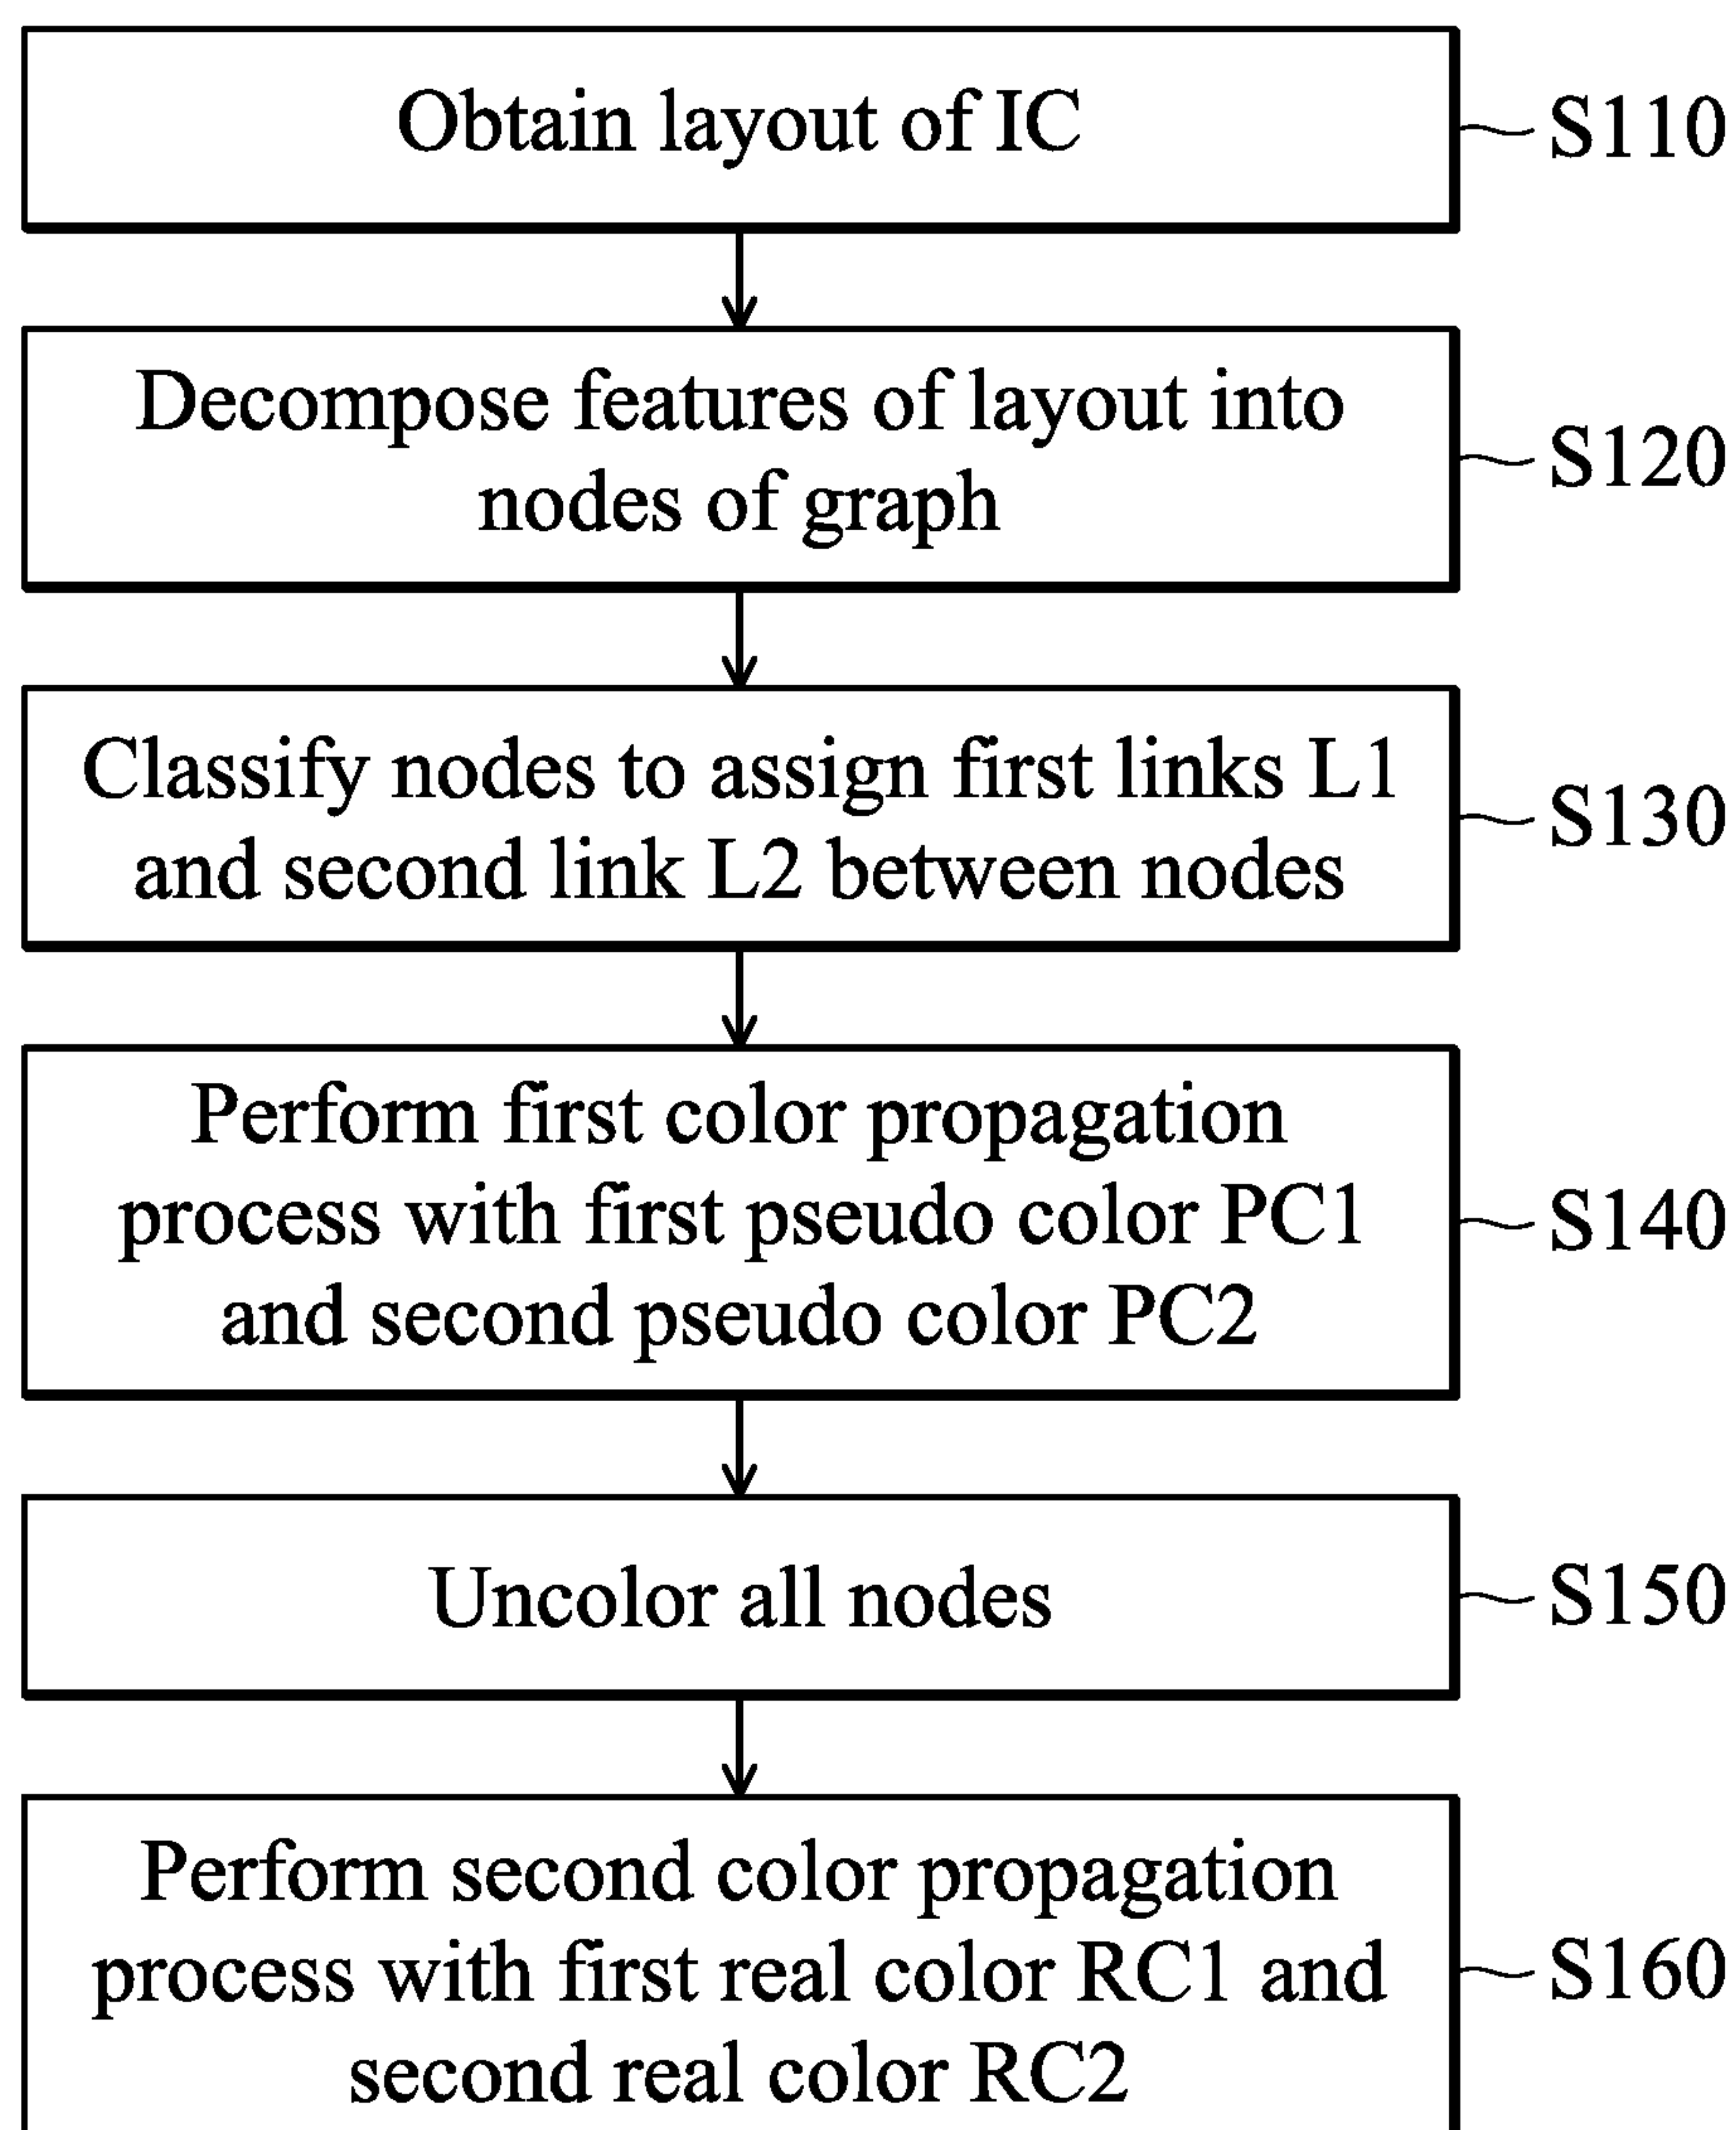 Obtain layout of IC
S110
Decompose features of layout into
nodes of graph
S120
Classify nodes to assign first links L1
and second link L2 between nodes
S130
Perform first color propagation
process with first pseudo color PC1
and second pseudo color PC2
S140
Uncolor all nodes
S150
Perform second color propagation
process with first real color RC1 and
second real color RC2
S160